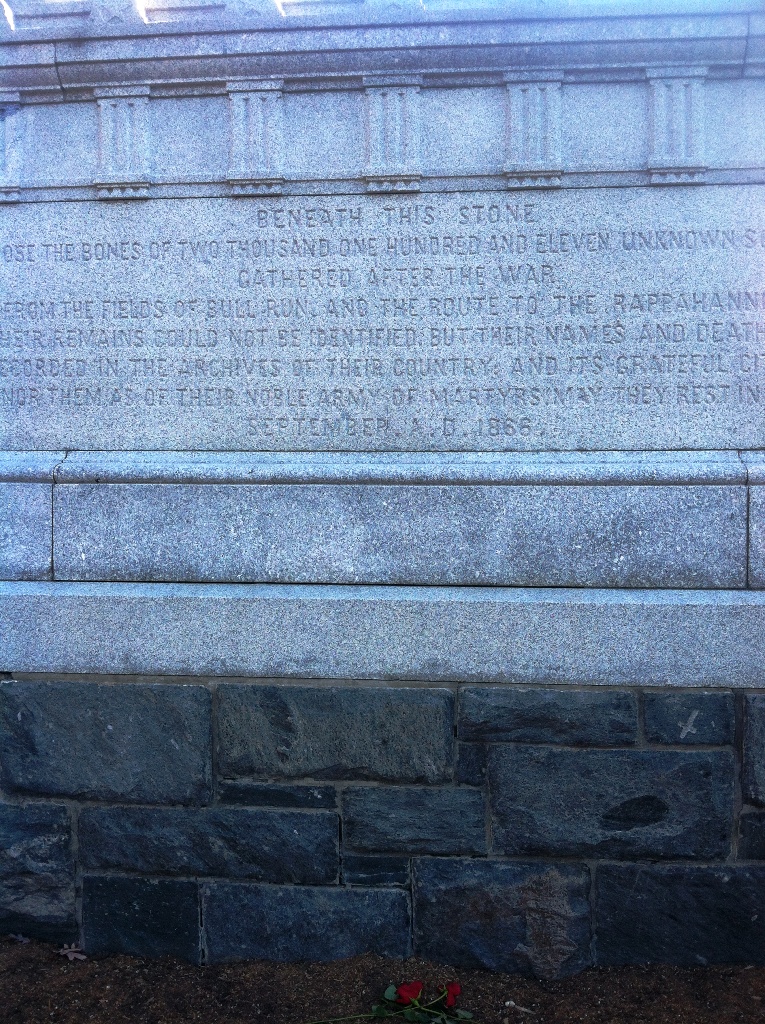 BENEATH THIS STONE
OSE THE BONES OF TWO THOUSAND ONE HUNDRED AND ELEVEN UNKNOWN SO
GATHERED AFTER THE WAR
FROM THE FIELDS OF BULL RUN, AND THE ROUTE TO THE RAPPAHANN
HEIR REMAINS COULD NOT BE IDENTIFIED, BUT THEIR NAMES AND DEATH
CORDED IN THE ARCHIVES OF THEIR COUNTRY; AND ITS GRATEFUL CIT
NOR THEM AS OF THEIR NOBLE ARMY OF MARTYRS. MAY THEY REST IN
SEPTEMBER, A. D. 1866.